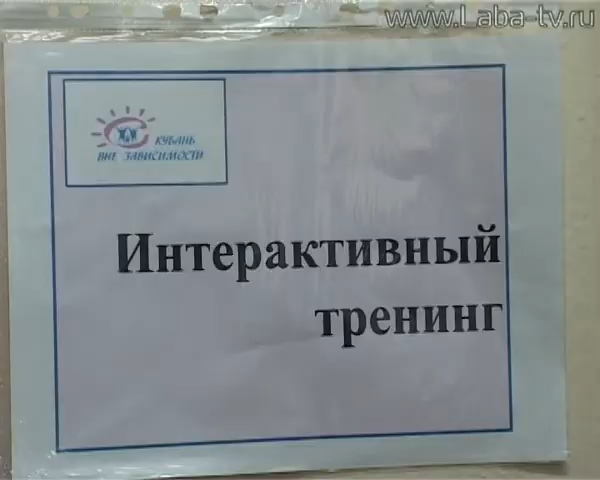 www.Laba-tv.ru
КУБАНЬ
ВНЕ ЗАВИСИМОСТИ
Интерактивный
тренинг